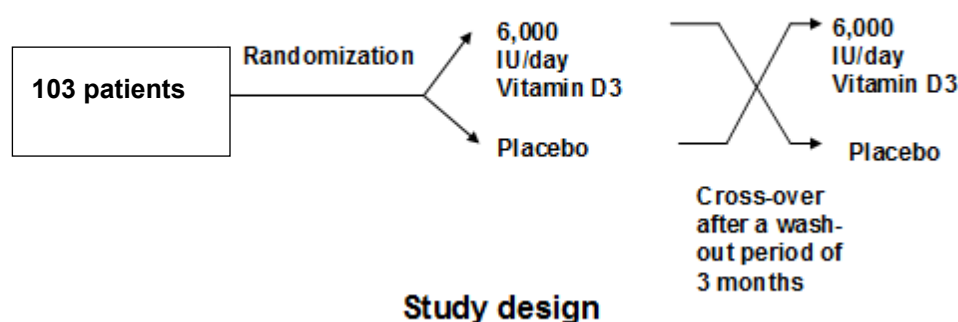 103 patients
Randomization
6,000
IU/day
Vitamin D3
Placebo
6,000
IU/day
Vitamin D3
Placebo
Cross-over
after a wash-
out period of
3 months
Study design